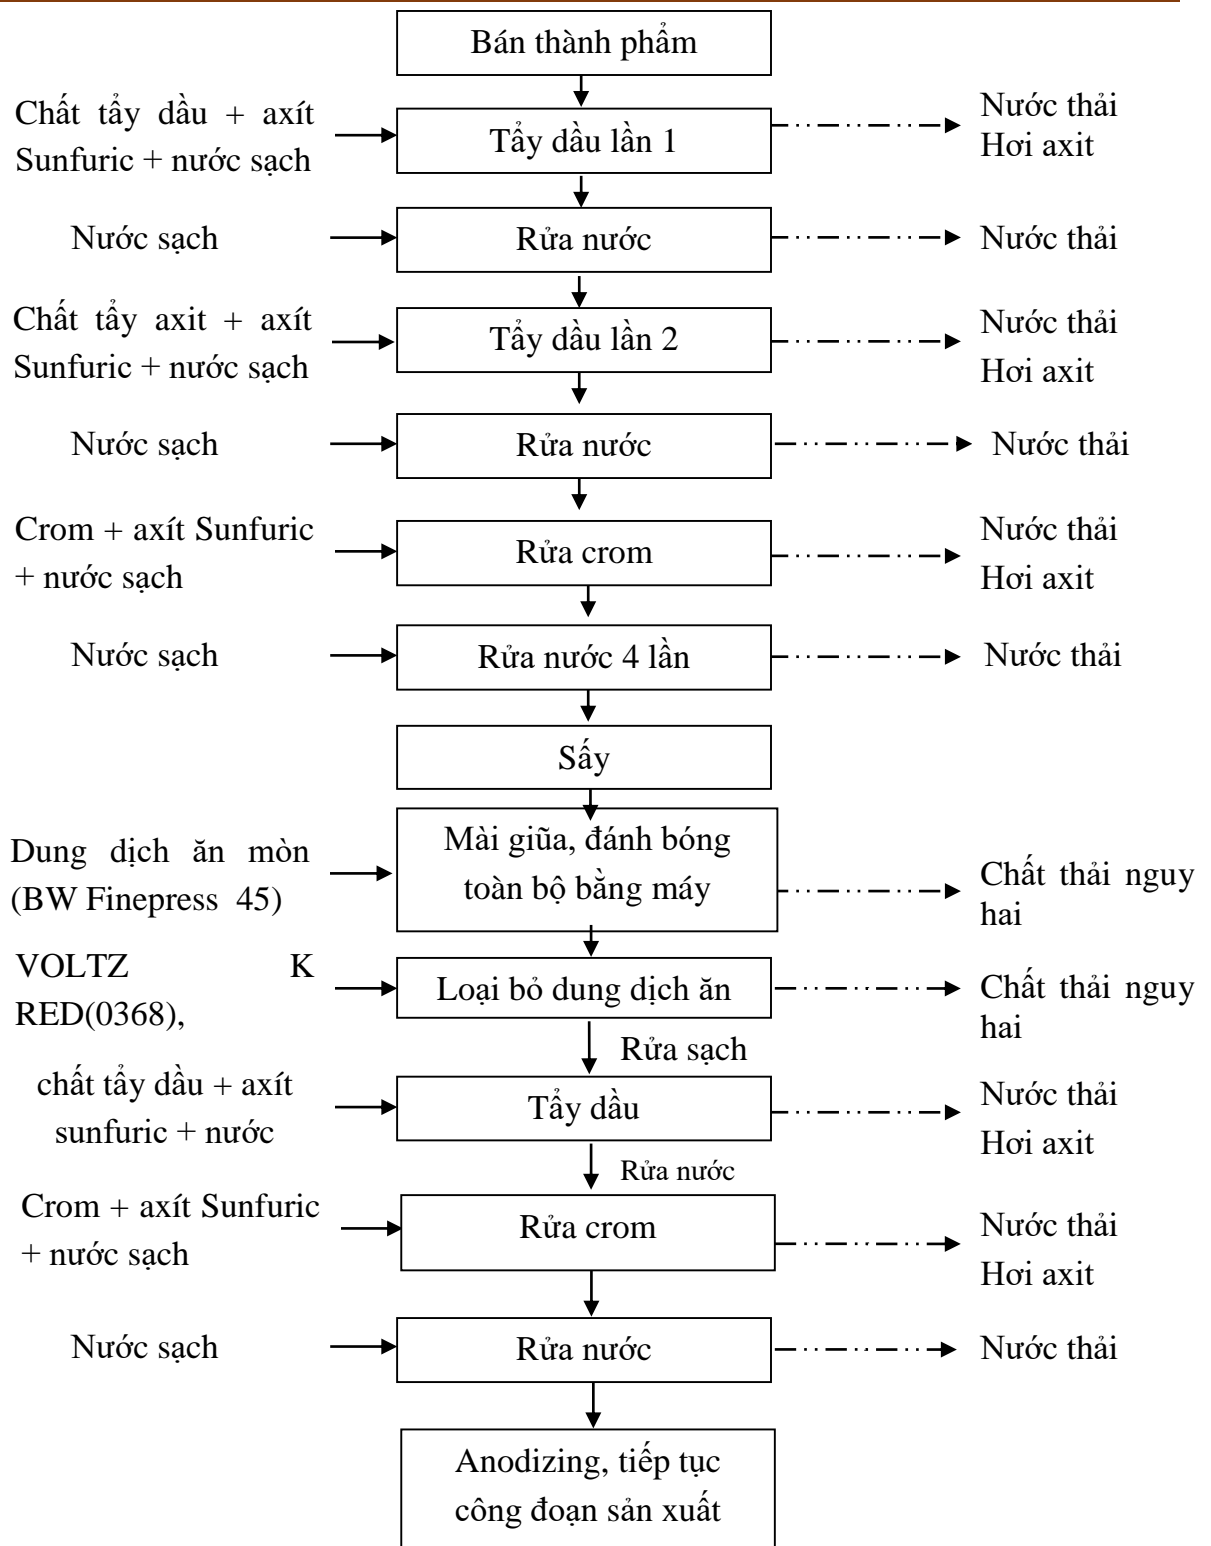 Bán thành phẩm
Chất tẩy dầu + axít
Sunfuric + nước sạch
Tẩy dầu lần 1
Nước thải
Hơi axit
Nước sạch
Rửa nước
Nước thải
Chất tẩy axit + axít
Sunfuric + nước sạch
Tẩy dầu lần 2
Nước thải
Hơi axit
Nước sạch
Rửa nước
Nước thải
Crom + axít Sunfuric
+ nước sạch
Rửa crom
Nước thải
Hơi axit
Nước sạch
Rửa nước 4 lần
Nước thải
Sấy
Dung dịch ăn mòn
(BW Finepress 45)
Mài giũa, đánh bóng
toàn bộ bằng máy
Chất thải nguy
hai
VOLTZ K
RED(0368),
Loại bỏ dung dịch ăn
Chất thải nguy
hai
Rửa sạch
chất tẩy dầu + axít
sunfuric + nước
Tẩy dầu
Nước thải
Hơi axit
Rửa nước
Crom + axít Sunfuric
+ nước sạch
Rửa crom
Nước thải
Hơi axit
Nước sạch
Rửa nước
Nước thải
Anodizing, tiếp tục
công đoạn sản xuất